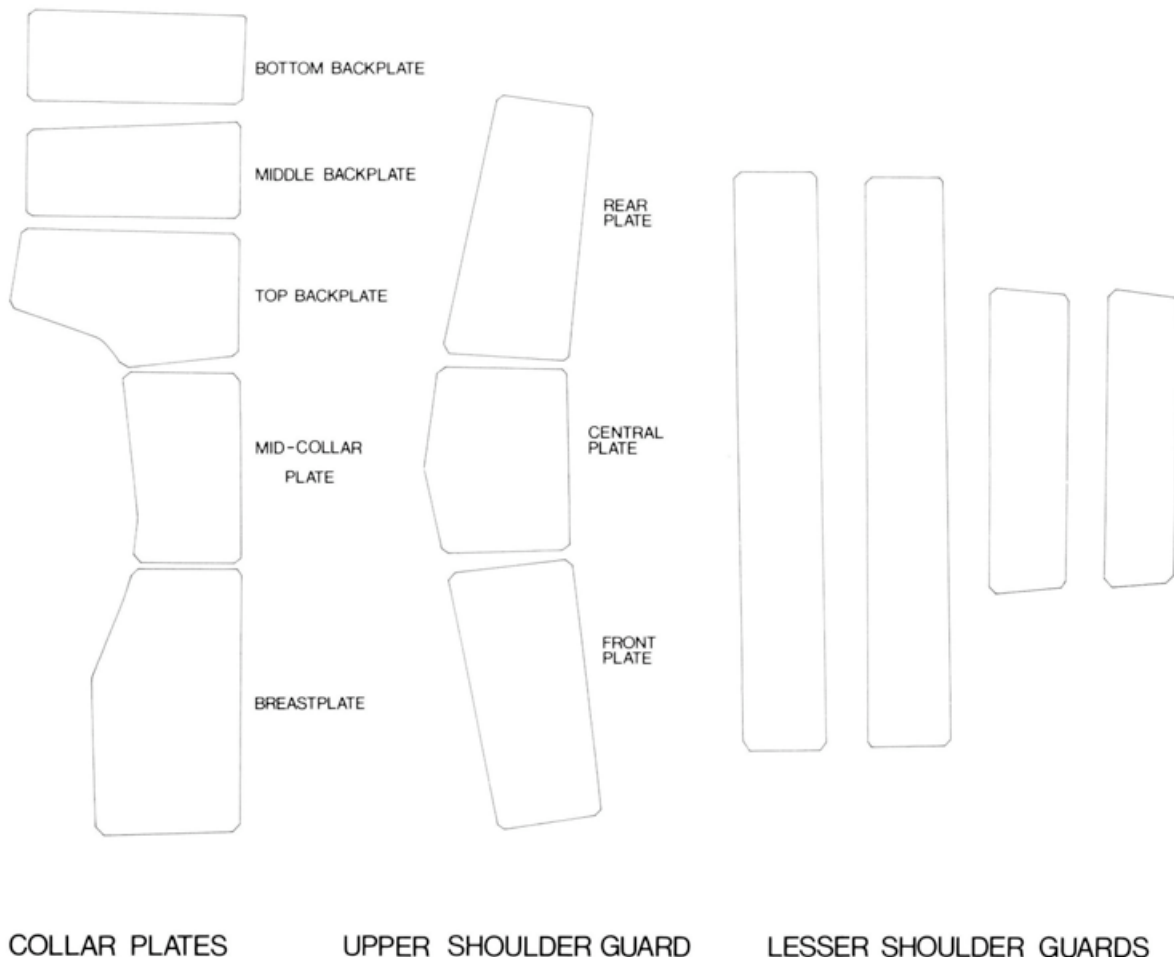 BOTTOM BACKPLATE
MIDDLE BACKPLATE
TOP BACKPLATE
MID-COLLAR
PLATE
BREASTPLATE
REAR
PLATE
CENTRAL
PLATE
FRONT
PLATE
COLLAR PLATES
UPPER SHOULDER GUARD
LESSER SHOULDER GUARDS